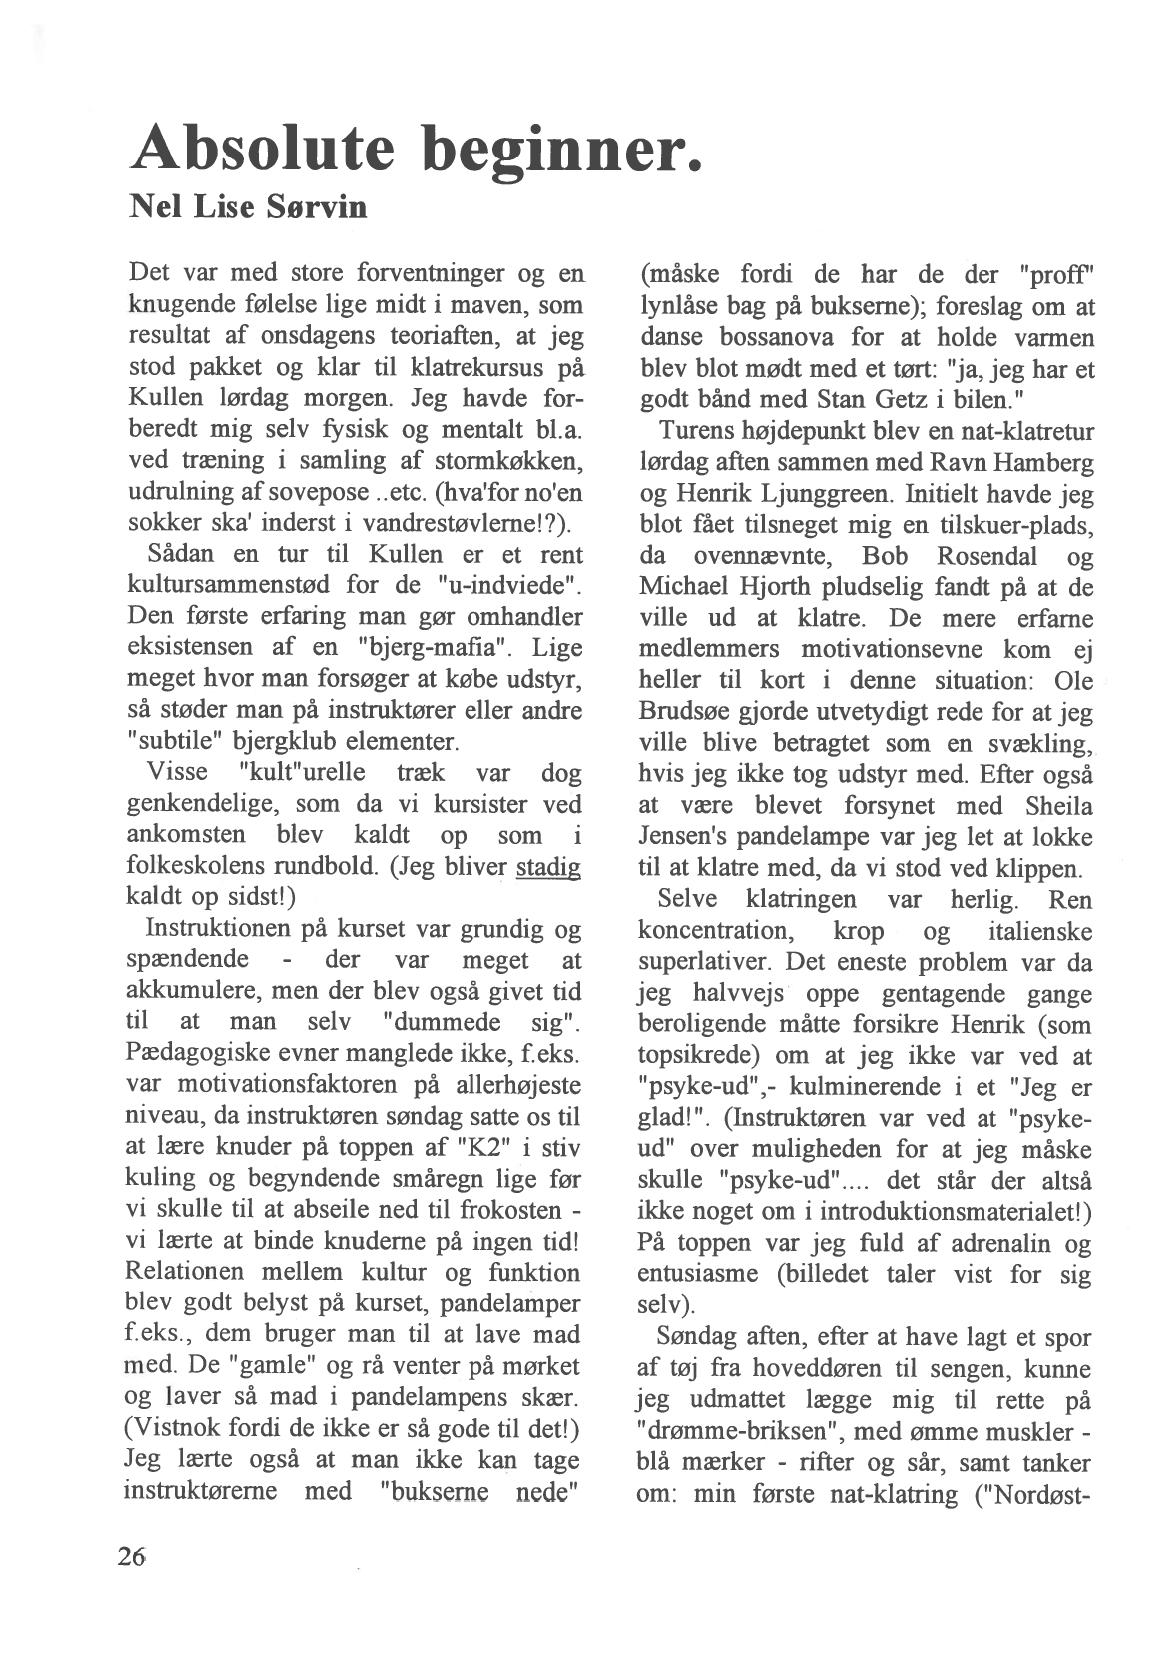 Absolute beginner.
Nel Lise Sørvin
Det var med store forventninger og en
knugende følelse lige midt i maven, som
resultat af onsdagens teoriaften, at jeg
stod pakket og klar til klatrekursus på
Kullen lørdag morgen. Jeg havde for-
beredt mig selv fysisk og mentalt bl.a.
ved træning i samling af stormkøkken,
udrulning af sovepose ..etc. (hva'for no'en
sokker ska' inderst i vandrestøvlerne!?).
Sådan en tur til Kullen er et rent
kultursammenstød for de "u-indviede".
Den første erfaring man gør omhandler
eksistensen af en "bjerg-mafia". Lige
meget hvor man forsøger at købe udstyr,
så støder man på instruktører eller andre
"subtile" bjergklub elementer.
Visse "kult"urelle træk var dog
genkendelige, som da vi kursister ved
ankomsten blev kaldt op som i
folkeskolens rundbold. (Jeg bliver stadig
kaldt op sidst!)
Instruktionen på kurset var grundig og
spændende - der var meget at
akkumulere, men der blev også givet tid
til at man selv "dummede sig".
Pædagogiske evner manglede ikke, f.eks.
var motivationsfaktoren på allerhøjeste
niveau, da instruktøren søndag satte os til
at lære knuder på toppen af "K2" i stiv
kuling og begyndende småregn lige før
vi skulle til at abseile ned til frokosten -
vi lærte at binde knuderne på ingen tid!
Relationen mellem kultur og funktion
blev godt belyst på kurset, pandelamper
f.eks., dem bruger man til at lave mad
med. De "gamle" og rå venter på mørket
og laver så mad i pandelampens skær.
(Vistnok fordi de ikke er så gode til det!)
Jeg lærte også at man ikke kan tage
instruktørerne med "bukserne nede"
(måske fordi de har de der "proff"
lynlåse bag på bukserne); foreslag om at
danse bossanova for at holde varmen
blev blot mødt med et tørt: "ja, jeg har et
godt bånd med Stan Getz i bilen."
Turens højdepunkt blev en nat-klatretur
lørdag aften sammen med Ravn Hamberg
og Henrik Ljunggreen. Initielt havde jeg
blot fået tilsneget mig en tilskuer-plads,
da ovennævnte, Bob Rosendal og
Michael Hjorth pludselig fandt på at de
ville ud at klatre. De mere erfarne
medlemmers motivationsevne kom ej
heller til kort i denne situation: Ole
Brudsøe gjorde utvetydigt rede for at jeg
ville blive betragtet som en svækling,
hvis jeg ikke tog udstyr med. Efter også
at være blevet forsynet med Sheila
Jensen's pandelampe var jeg let at lokke
til at klatre med, da vi stod ved klippen.
Selve klatringen var herlig. Ren
koncentration, krop og italienske
superlativer. Det eneste problem var da
jeg halvvejs oppe gentagende gange
beroligende måtte forsikre Henrik (som
topsikrede) om at jeg ikke var ved at
"psyke-ud",- kulminerende i et "Jeg er
glad!". (Instruktøren var ved at "psyke-
ud" over muligheden for at jeg måske
skulle "psyke-ud".... det står der altså
ikke noget om i introduktionsmaterialet!)
På toppen var jeg fuld af adrenalin og
entusiasme (billedet taler vist for sig
selv).
Søndag aften, efter at have lagt et spor
af tøj fra hoveddøren til sengen, kunne
jeg udmattet lægge mig til rette på
"drømme-briksen", med ømme muskler -
blå mærker - rifter og sår, samt tanker
om: min første nat-klatring ("Nordøst-
26